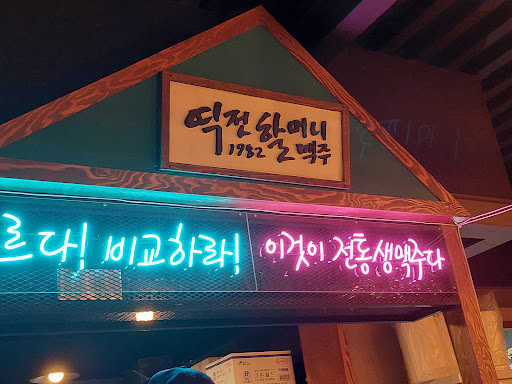 역전할머니
1982 맥주
르다! 비교하라! 이것이 전통생맥주다